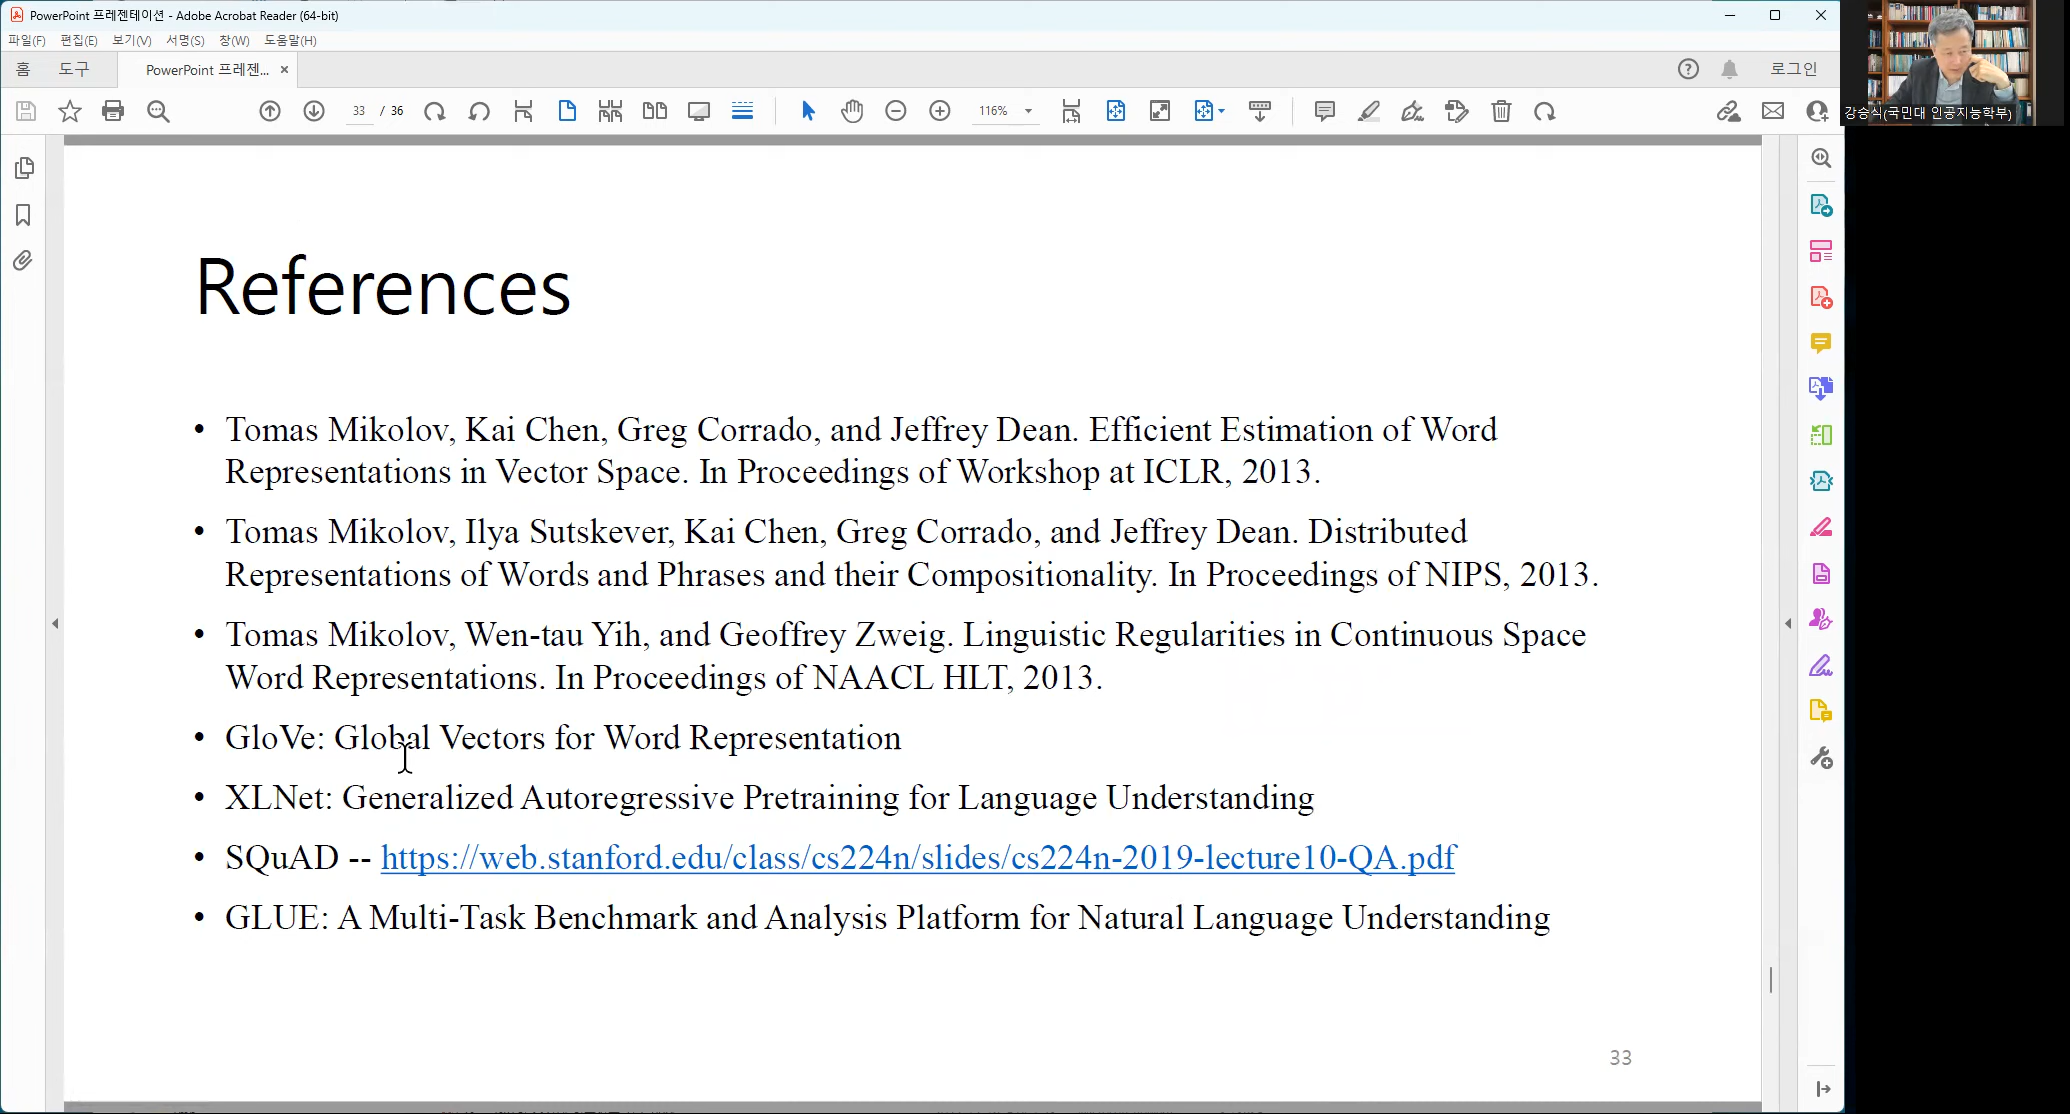 PowerPoint 프레젠테이션 - Adobe Acrobat Reader (64-bit)
파일(F) 편집(E) 보기(V) 서명(S) 창(W) 도움말(H)
홈 도구 PowerPoint 프레젠... × 로그인
33 / 36 116%
강승식(국민대 인공지능학부)
References
• Tomas Mikolov, Kai Chen, Greg Corrado, and Jeffrey Dean. Efficient Estimation of Word
Representations in Vector Space. In Proceedings of Workshop at ICLR, 2013.
• Tomas Mikolov, Ilya Sutskever, Kai Chen, Greg Corrado, and Jeffrey Dean. Distributed
Representations of Words and Phrases and their Compositionality. In Proceedings of NIPS, 2013.
• Tomas Mikolov, Wen-tau Yih, and Geoffrey Zweig. Linguistic Regularities in Continuous Space
Word Representations. In Proceedings of NAACL HLT, 2013.
• GloVe: Global Vectors for Word Representation
• XLNet: Generalized Autoregressive Pretraining for Language Understanding
• SQuAD -- https://web.stanford.edu/class/cs224n/slides/cs224n-2019-lecture10-QA.pdf
• GLUE: A Multi-Task Benchmark and Analysis Platform for Natural Language Understanding
33